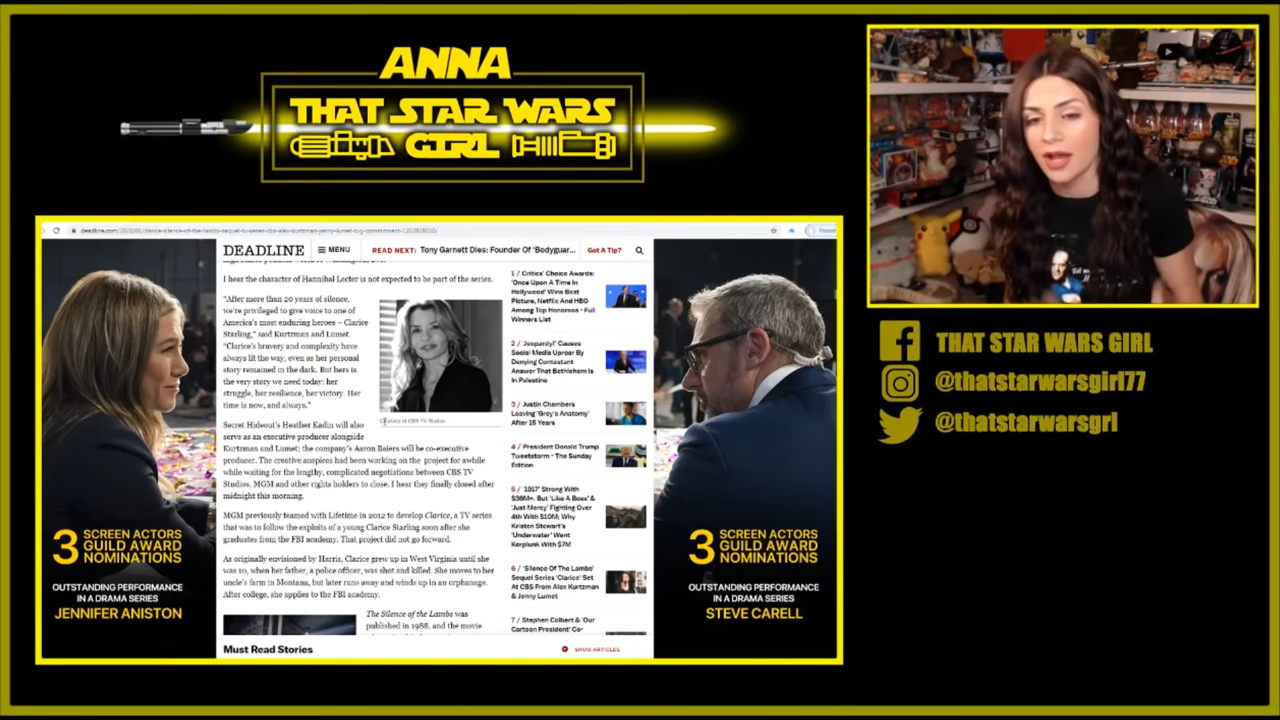 ANNA
THAT STAR WARS
GIRL
THAT STAR WARS GIRL
@thatstarwarsgirl77
@thatstarwarsgrl
DEADLINE
MENU
READ NEXT: Tony Garnett Dies: Founder Of 'Bodyguar...
Got A Tip?
I hear the character of Hannibal Lecter is not expected to be part of the series.
"After more than 20 years of silence,
we're privileged to give voice to one of
America's most enduring heroes – Clarice
Starling," said Kurtzman and Lumet.
"Clarice's bravery and complexity have
always lit the way, even as her personal
story remained in the dark. But hers is
the very story we need today: her
struggle, her resilience, her victory. Her
time is now, and always."
Courtesy of CBS TV Studios
Secret Hideout's Heather Kadin will also
serve as an executive producer alongside
Kurtzman and Lumet; the company's Aaron Baiers will be co-executive
producer. The creative auspices had been working on the project for awhile
while waiting for the lengthy, complicated negotiations between CBS TV
Studios, MGM and other rights holders to close. I hear they finally closed after
midnight this morning.
MGM previously teamed with Lifetime in 2012 to develop Clarice, a TV series
that was to follow the exploits of a young Clarice Starling soon after she
graduates from the FBI academy. That project did not go forward.
As originally envisioned by Harris, Clarice grew up in West Virginia until she
was 10, when her father, a police officer, was shot and killed. She moves to her
uncle's farm in Montana, but later runs away and winds up in an orphanage.
After college, she applies to the FBI academy.
The Silence of the Lambs was
published in 1988, and the movie
Must Read Stories
SHOW ARTICLES
1 / Critics' Choice Awards:
'Once Upon A Time In
Hollywood' Wins Best
Picture, Netflix And HBO
Among Top Honorees – Full
Winners List
2 / 'Jeopardy!' Causes
Social Media Uproar By
Denying Contestant
Answer That Bethlehem Is
In Palestine
3 / Justin Chambers
Leaving 'Grey's Anatomy'
After 15 Years
4 / President Donald Trump
Tweetstorm – The Sunday
Edition
5 / '1917' Strong With
$36M+, But 'Like A Boss' &
'Just Mercy' Fighting Over
4th With $10M; Why
Kristen Stewart's
'Underwater' Went
Kerplunk With $7M
6 / 'Silence Of The Lambs'
Sequel Series 'Clarice' Set
At CBS From Alex Kurtzman
& Jenny Lumet
7 / Stephen Colbert & 'Our
Cartoon President' Co-
3 SCREEN ACTORS
GUILD AWARD
NOMINATIONS
OUTSTANDING PERFORMANCE
IN A DRAMA SERIES
JENNIFER ANISTON
3 SCREEN ACTORS
GUILD AWARD
NOMINATIONS
OUTSTANDING PERFORMANCE
IN A DRAMA SERIES
STEVE CARELL